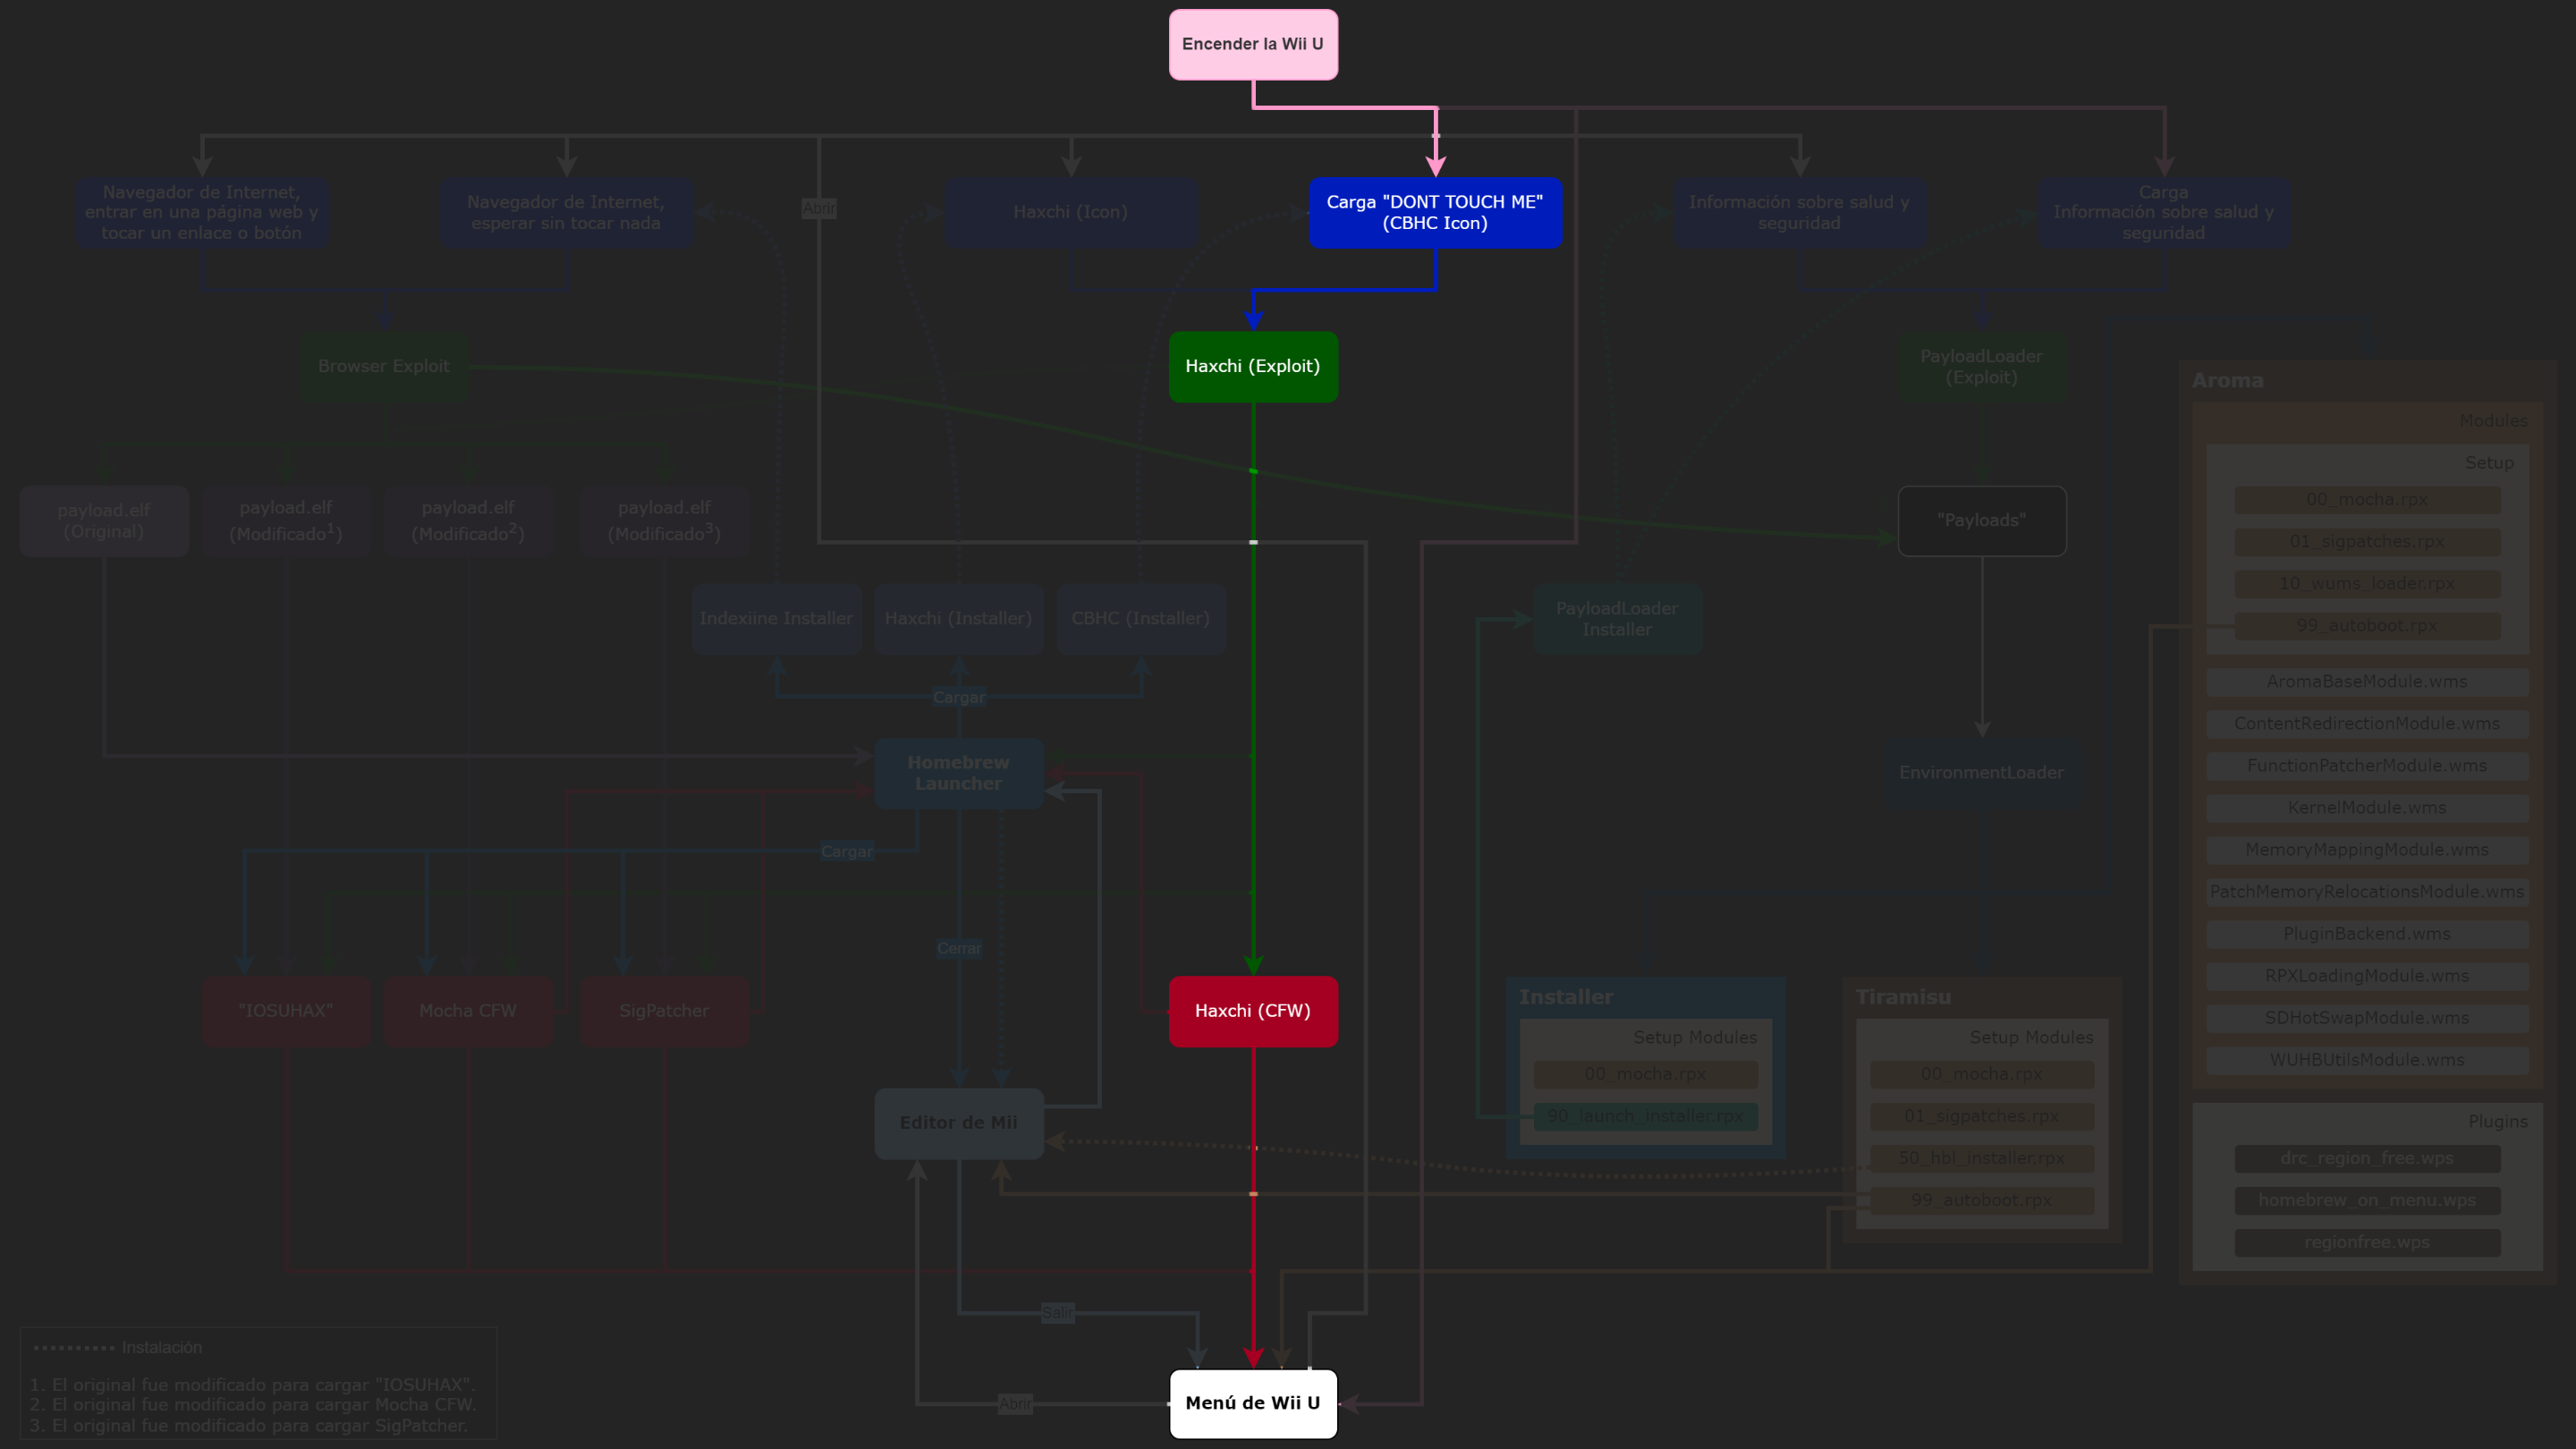 Encender la Wii U
Abrir
Navegador de Internet,
entrar en una página web y
tocar un enlace o botón
Navegador de Internet,
esperar sin tocar nada
Haxchi (Icon)
Carga "DONT TOUCH ME"
(CBHC Icon)
Información sobre salud y
seguridad
Carga
Información sobre salud y
seguridad
Browser Exploit
Haxchi (Exploit)
PayloadLoader
(Exploit)
payload.elf
(Original)
payload.elf
(Modificado¹)
payload.elf
(Modificado²)
payload.elf
(Modificado³)
"Payloads"
Indexiine Installer
Haxchi (Installer)
CBHC (Installer)
PayloadLoader
Installer
Cargar
Homebrew
Launcher
EnvironmentLoader
Cargar
Cerrar
"IOSUHAX"
Mocha CFW
SigPatcher
Haxchi (CFW)
Editor de Mii
Installer
Setup Modules
00_mocha.rpx
90_launch_installer.rpx
Tiramisu
Setup Modules
00_mocha.rpx
01_sigpatches.rpx
50_hbl_installer.rpx
99_autoboot.rpx
Aroma
Modules
Setup
00_mocha.rpx
01_sigpatches.rpx
10_wums_loader.rpx
99_autoboot.rpx
AromaBaseModule.wms
ContentRedirectionModule.wms
FunctionPatcherModule.wms
KernelModule.wms
MemoryMappingModule.wms
PatchMemoryRelocationsModule.wms
PluginBackend.wms
RPXLoadingModule.wms
SDHotSwapModule.wms
WUHBUtilsModule.wms
Plugins
drc_region_free.wps
homebrew_on_menu.wps
regionfree.wps
Salir
Abrir
Menú de Wii U
Instalación
1. El original fue modificado para cargar "IOSUHAX".
2. El original fue modificado para cargar Mocha CFW.
3. El original fue modificado para cargar SigPatcher.